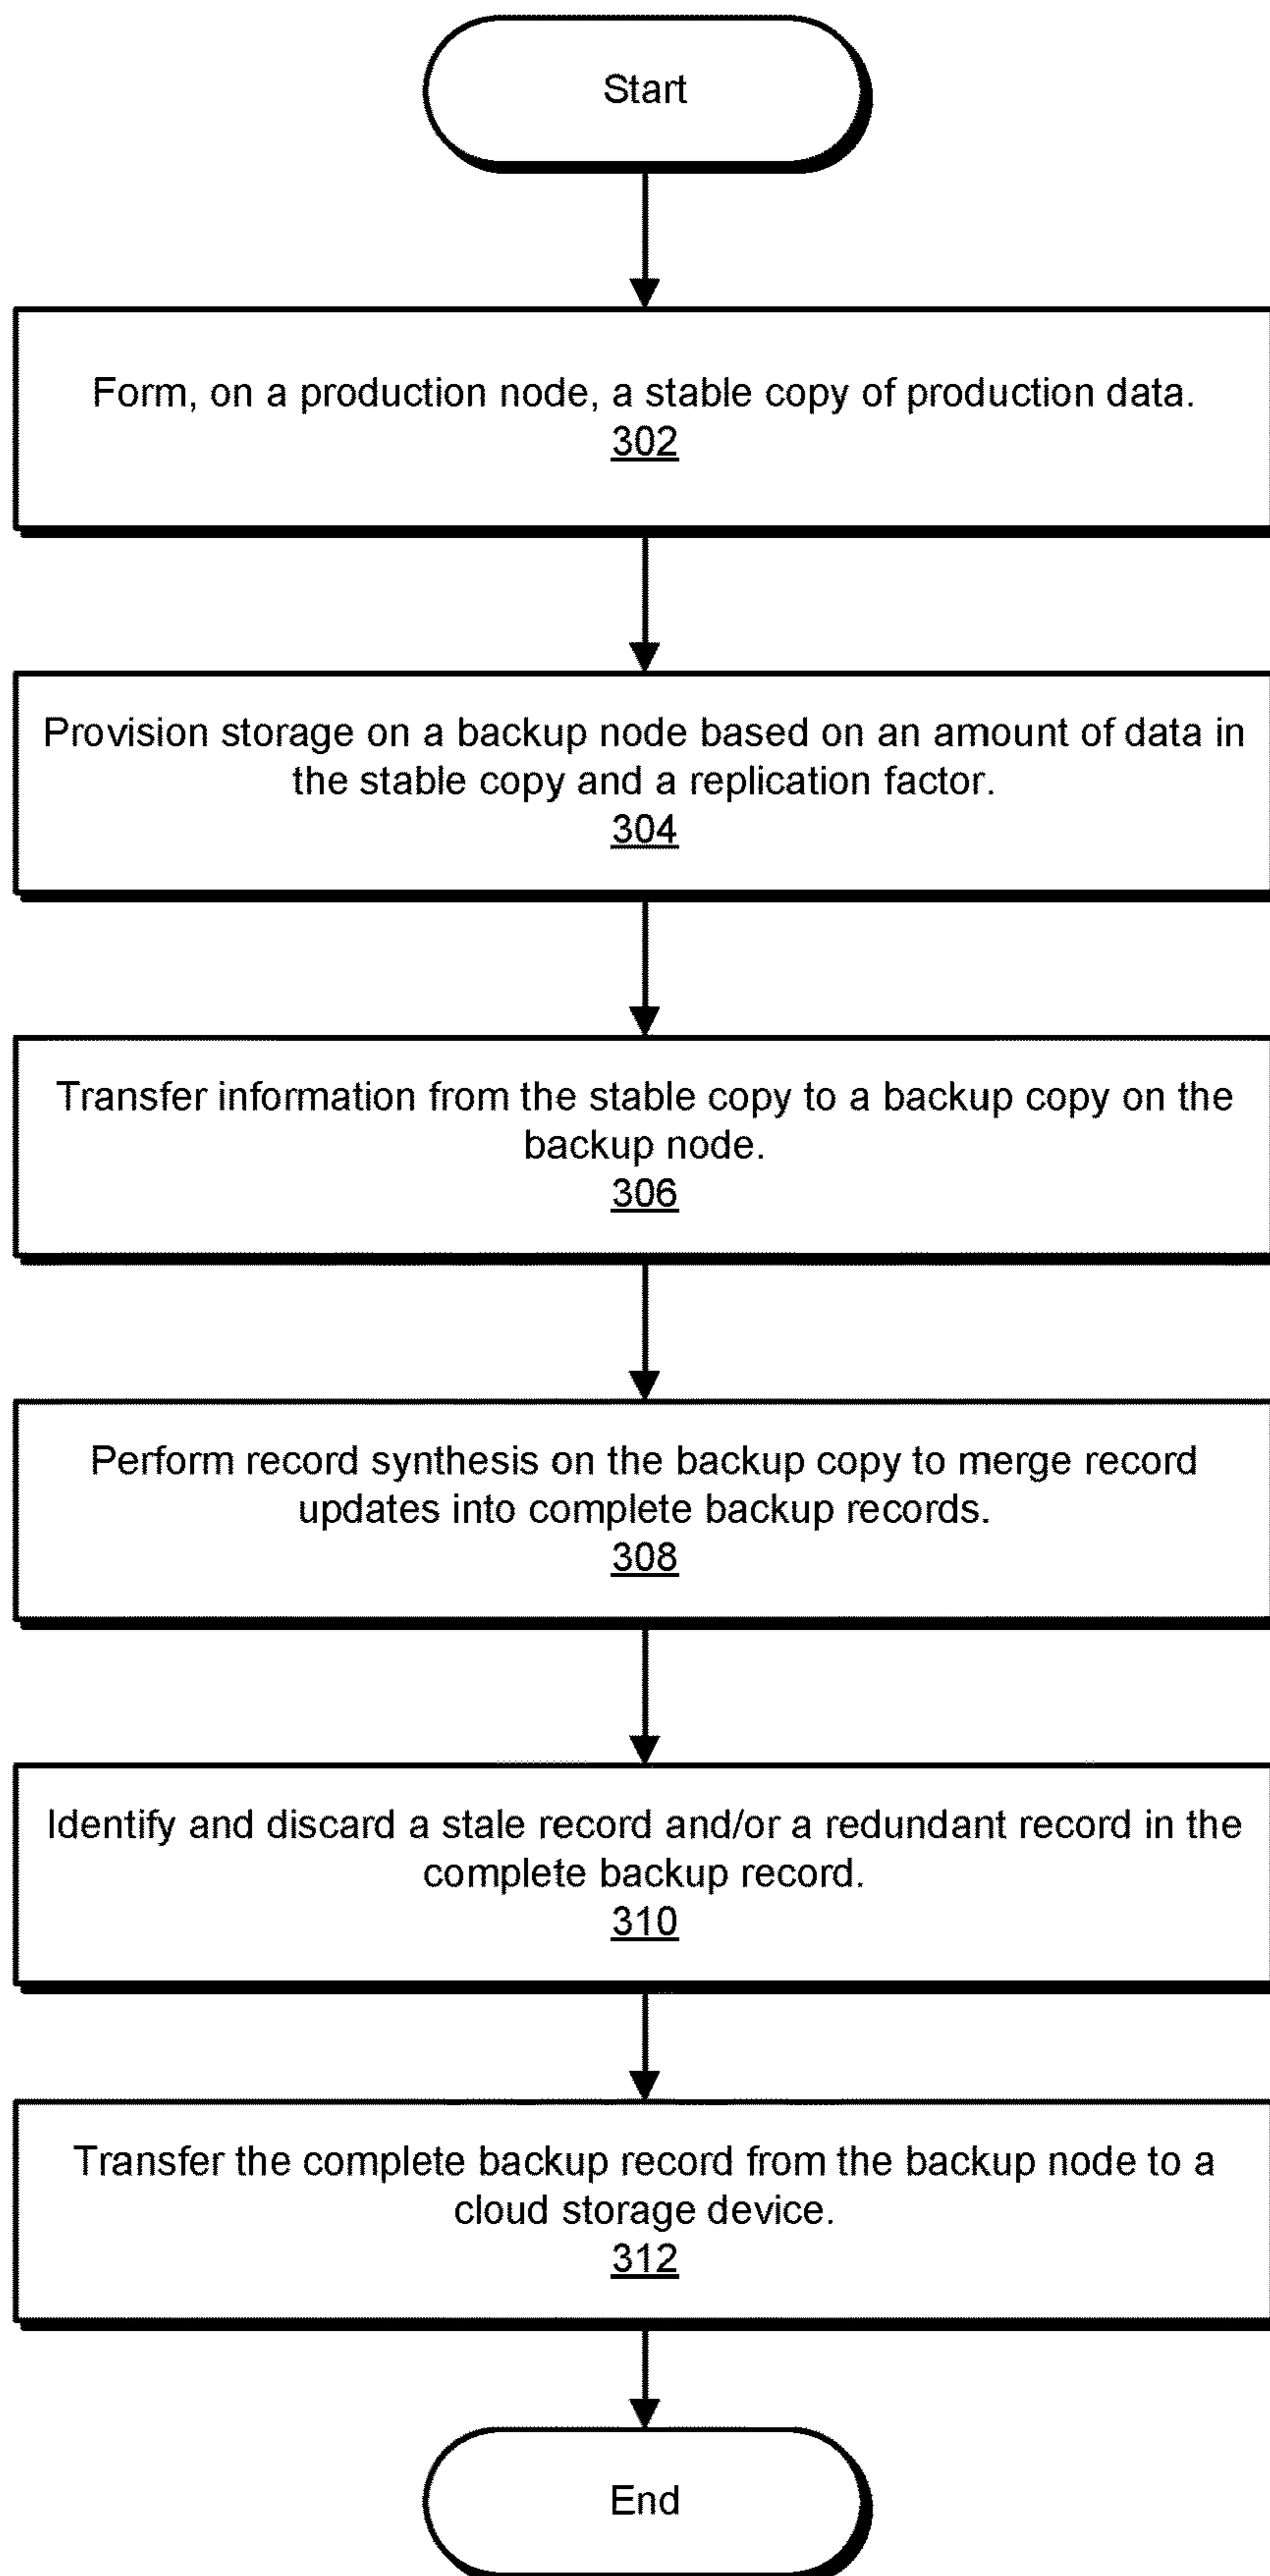 Start
Form, on a production node, a stable copy of production data.
302
Provision storage on a backup node based on an amount of data in
the stable copy and a replication factor.
304
Transfer information from the stable copy to a backup copy on the
backup node.
306
Perform record synthesis on the backup copy to merge record
updates into complete backup records.
308
Identify and discard a stale record and/or a redundant record in the
complete backup record.
310
Transfer the complete backup record from the backup node to a
cloud storage device.
312
End